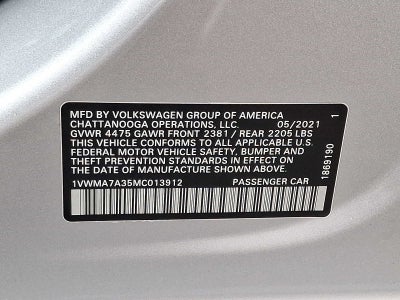 MFD BY VOLKSWAGEN GROUP OF AMERICA
CHATTANOOGA OPERATIONS, LLC. 05/2021
GVWR 4475 GAWR FRONT 2381 / REAR 2205 LBS
THIS VEHICLE CONFORMS TO ALL APPLICABLE U.S.
FEDERAL MOTOR VEHICLE SAFETY, BUMPER AND
THEFT PREVENTION STANDARDS IN EFFECT ON
THE DATE OF MANUFACTURE SHOWN ABOVE.
1VWMA7A35MC013912 PASSENGER CAR
1869190 1